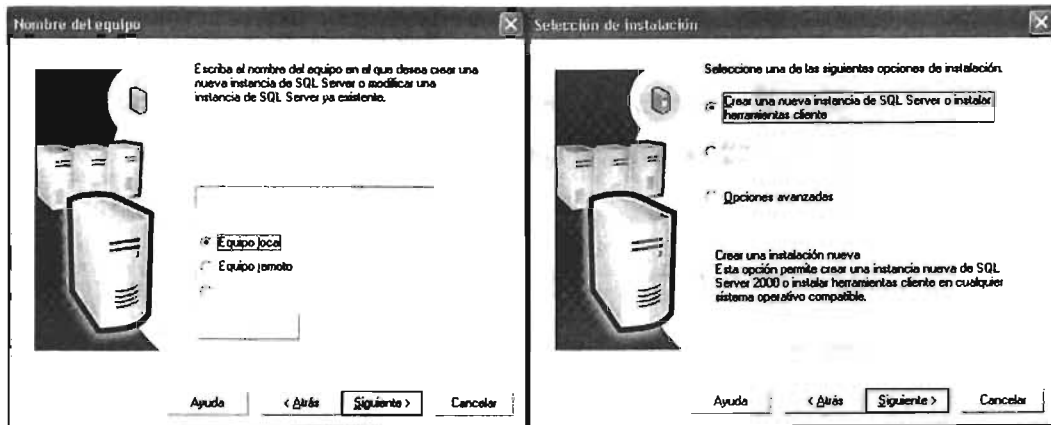 Nombre del equipo
Escriba el nombre del equipo en el que desea crear una
nueva instancia de SQL Server o modificar una
instancia de SQL Server ya existente.
Equipo local
Equipo remoto
Ayuda
< Atrás
Siguiente >
Cancelar
Selección de instalación
Seleccione una de las siguientes opciones de instalación.
Crear una nueva instancia de SQL Server o instalar
herramientas cliente
Opciones avanzadas
Crear una instalación nueva
Esta opción permite crear una instancia nueva de SQL
Server 2000 o instalar herramientas cliente en cualquier
sistema operativo compatible.
Ayuda
< Atrás
Siguiente >
Cancelar